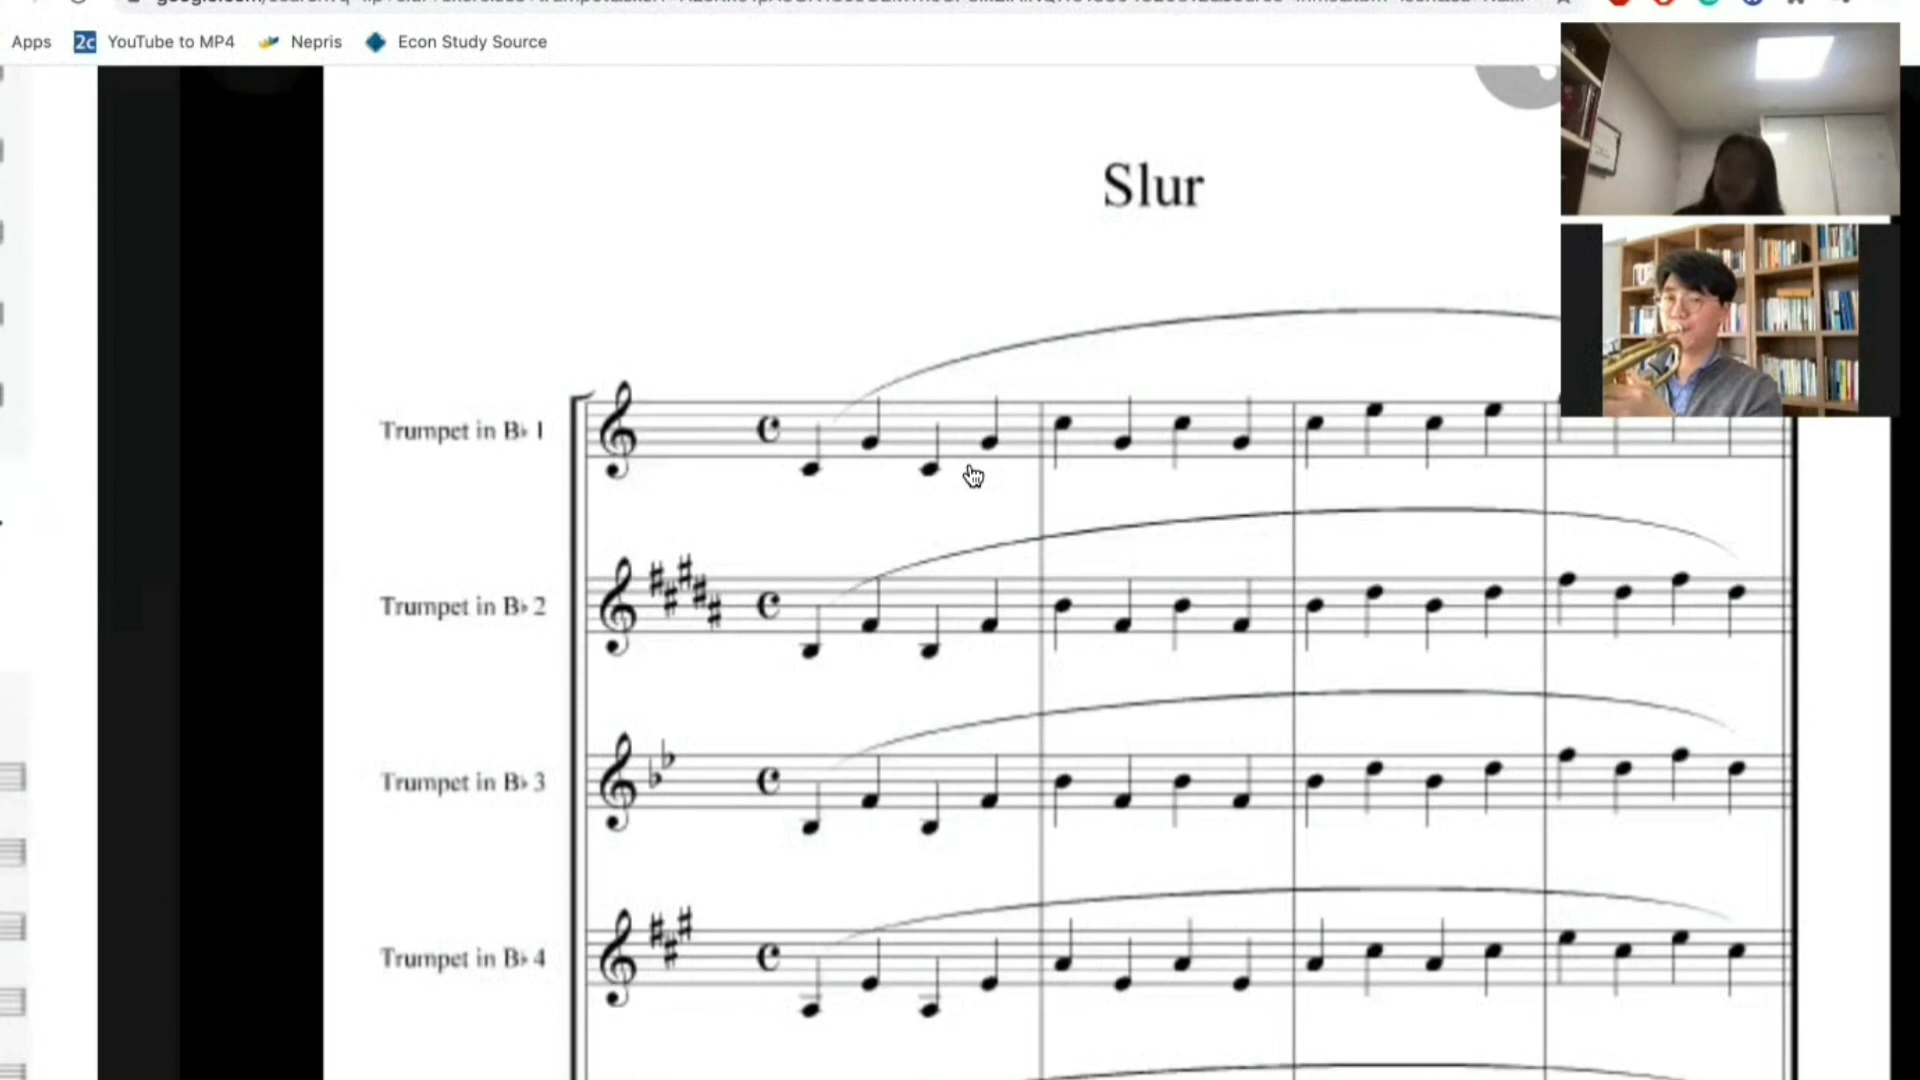 Apps YouTube to MP4 Nepris Econ Study Source
Slur
Trumpet in B♭ 1
Trumpet in B♭ 2
Trumpet in B♭ 3
Trumpet in B♭ 4